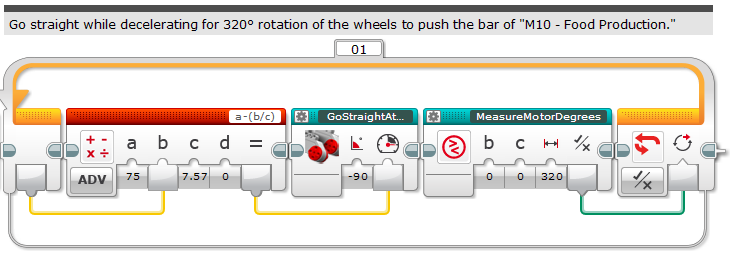 Go straight while decelerating for 320º rotation of the wheels to push the bar of "M10 - Food Production."
01
a-(b/c)
GoStraightAt...
MeasureMotorDegrees
a b c d =
b c
ADV 75 7.57 0
-90
0 0 320